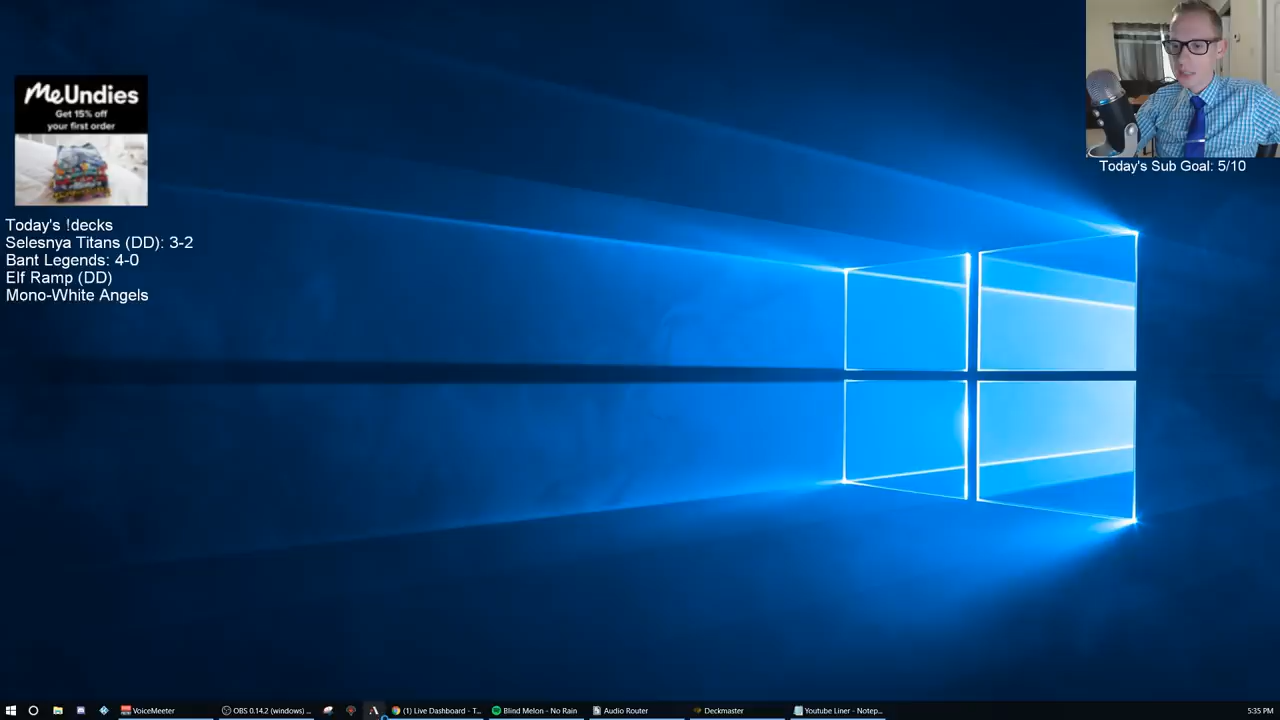 MeUndies
Get 15% off
your first order
Today's !decks
Selesnya Titans (DD): 3-2
Bant Legends: 4-0
Elf Ramp (DD)
Mono-White Angels
Today's Sub Goal: 5/10
VoiceMeeter
OBS 0.14.2 (windows) ...
(1) Live Dashboard - T...
Blind Melon - No Rain
Audio Router
Deckmaster
Youtube Liner - Notep...
5:35 PM